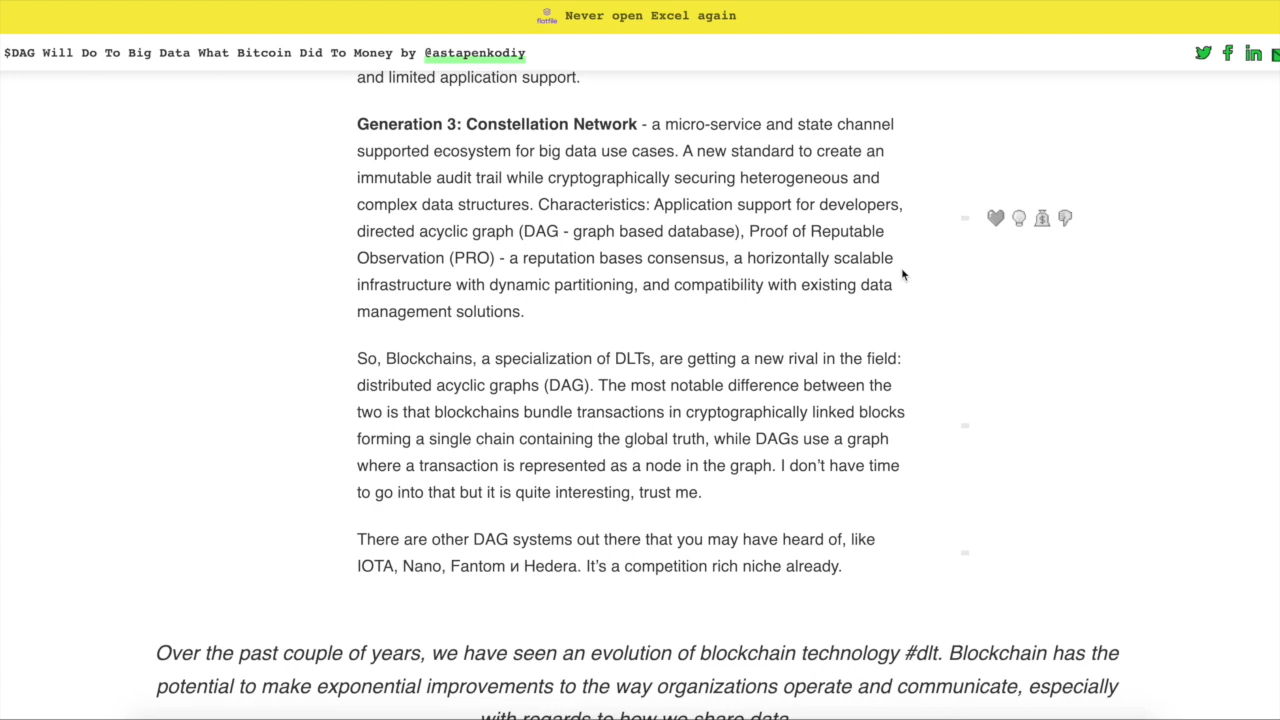 flatfile Never open Excel again
$DAG Will Do To Big Data What Bitcoin Did To Money by @astapenkodiy
and limited application support.
Generation 3: Constellation Network - a micro-service and state channel
supported ecosystem for big data use cases. A new standard to create an
immutable audit trail while cryptographically securing heterogeneous and
complex data structures. Characteristics: Application support for developers,
directed acyclic graph (DAG - graph based database), Proof of Reputable
Observation (PRO) - a reputation bases consensus, a horizontally scalable
infrastructure with dynamic partitioning, and compatibility with existing data
management solutions.
So, Blockchains, a specialization of DLTs, are getting a new rival in the field:
distributed acyclic graphs (DAG). The most notable difference between the
two is that blockchains bundle transactions in cryptographically linked blocks
forming a single chain containing the global truth, while DAGs use a graph
where a transaction is represented as a node in the graph. I don’t have time
to go into that but it is quite interesting, trust me.
There are other DAG systems out there that you may have heard of, like
IOTA, Nano, Fantom и Hedera. It’s a competition rich niche already.
Over the past couple of years, we have seen an evolution of blockchain technology #dlt. Blockchain has the
potential to make exponential improvements to the way organizations operate and communicate, especially
with regards to how we share data.